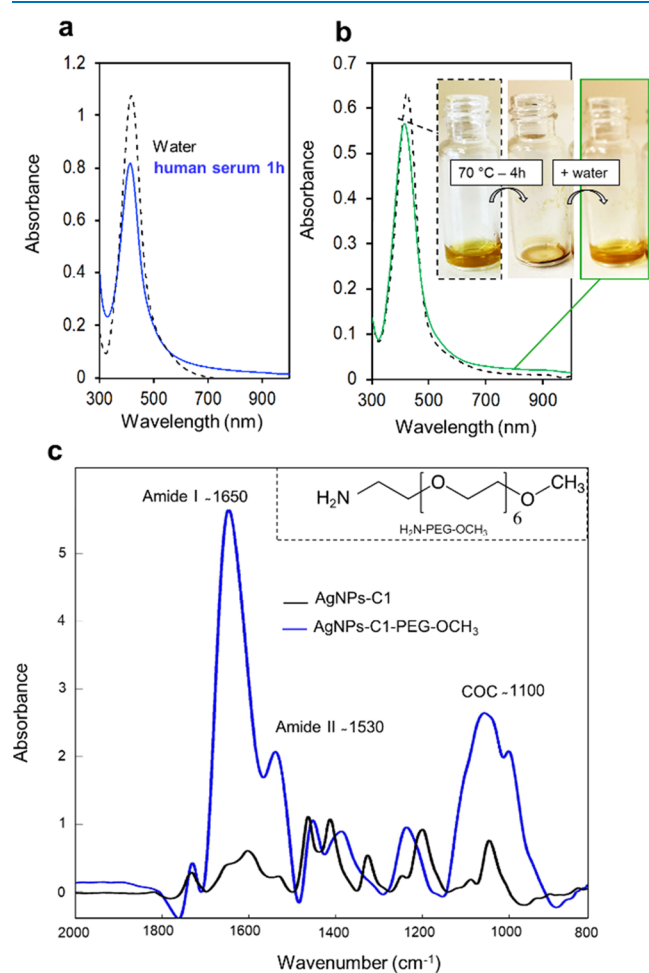 a
b
Absorbance
1.2
1
0.8
0.6
0.4
0.2
0
300
500
700
900
Wavelength (nm)
Water
human serum 1h
Absorbance
0.7
0.6
0.5
0.4
0.3
0.2
0.1
0
300
500
700
900
Wavelength (nm)
70 °C – 4h
+ water
c
Absorbance
5
4
3
2
1
0
2000
1800
1600
1400
1200
1000
800
Wavenumber (cm⁻¹)
Amide I ~1650
H₂N
O
O
CH₃
6
H₂N-PEG-OCH₃
AgNPs-C1
AgNPs-C1-PEG-OCH₃
COC ~1100
Amide II ~1530